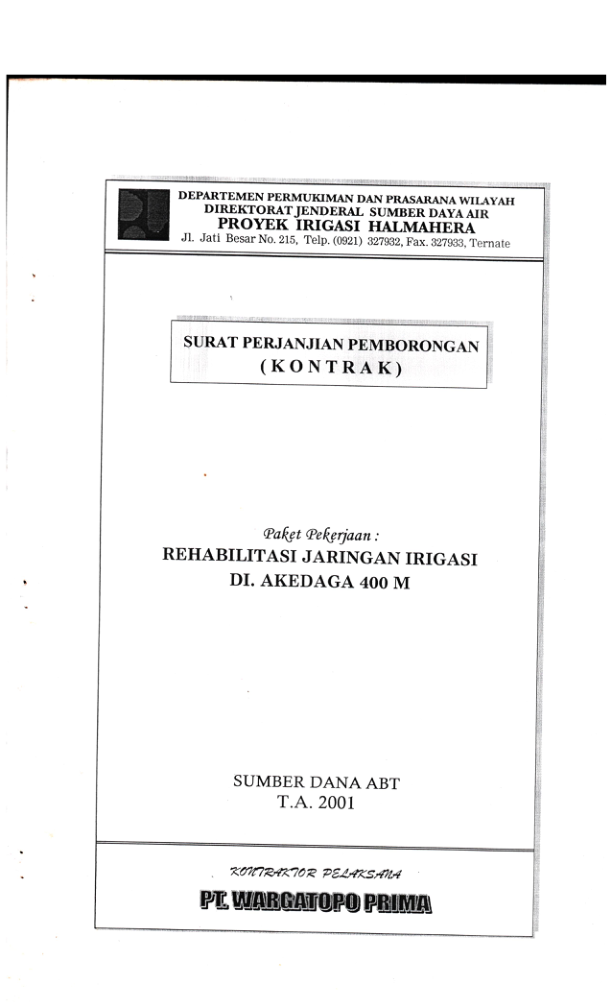 DEPARTEMEN PERMUKIMAN DAN PRASARANA WILAYAH
DIREKTORAT JENDERAL SUMBER DAYA AIR
PROYEK IRIGASI HALMAHERA
Jl. Jati Besar No. 215, Telp. (0921) 327932, Fax. 327933, Ternate
SURAT PERJANJIAN PEMBORONGAN
( K O N T R A K )
Paket Pekerjaan :
REHABILITASI JARINGAN IRIGASI
DI. AKEDAGA 400 M
SUMBER DANA ABT
T.A. 2001
KONTRAKTOR PELAKSANA
PT. WARGATOPO PRIMA